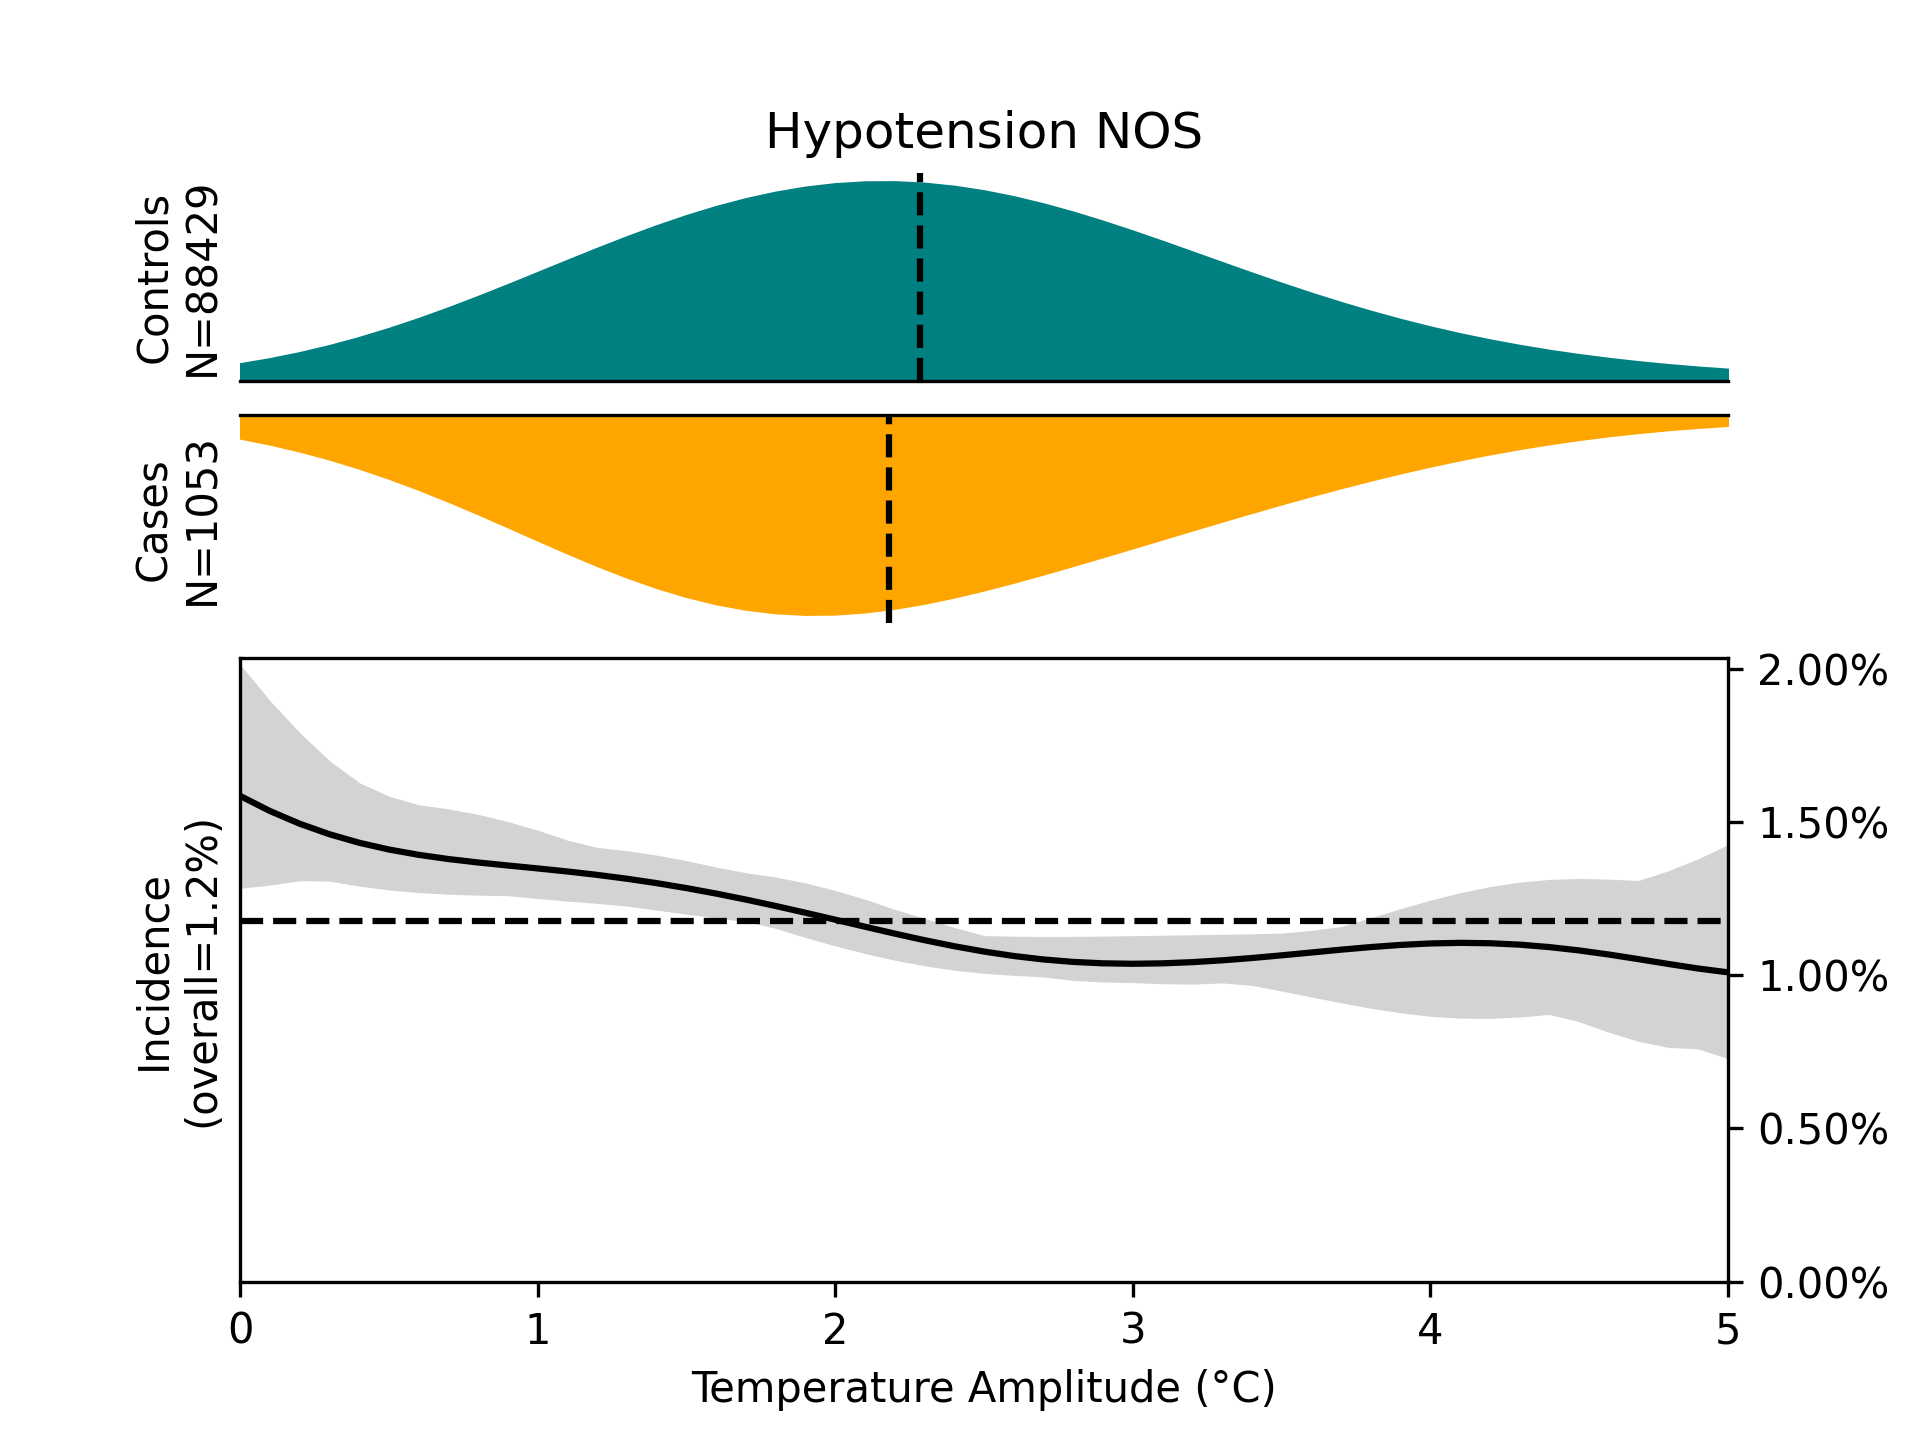 Hypotension NOS
Controls
N=88429
Cases
N=1053
Incidence
(overall=1.2%)
2.00%
1.50%
1.00%
0.50%
0.00%
0 1 2 3 4 5
Temperature Amplitude (°C)